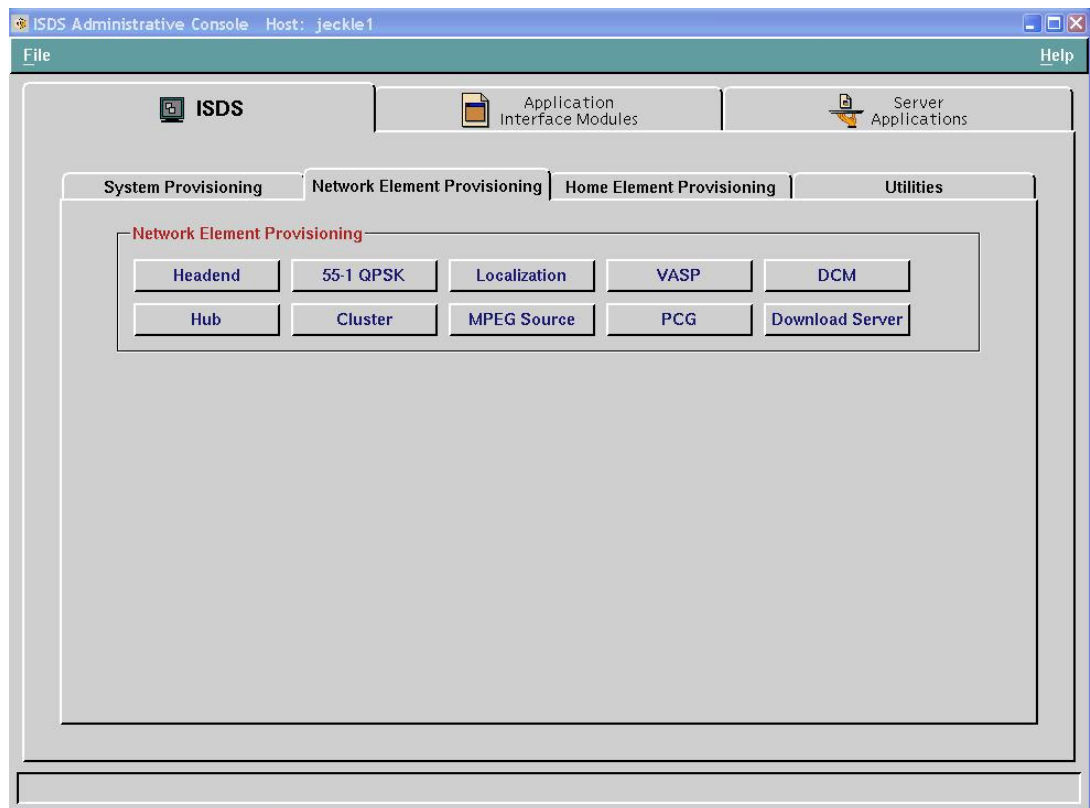 ISDS Administrative Console   Host: jeckle1
File
Help
ISDS
Application
Interface Modules
Server
Applications
System Provisioning
Network Element Provisioning
Home Element Provisioning
Utilities
Network Element Provisioning
Headend
55-1 QPSK
Localization
VASP
DCM
Hub
Cluster
MPEG Source
PCG
Download Server